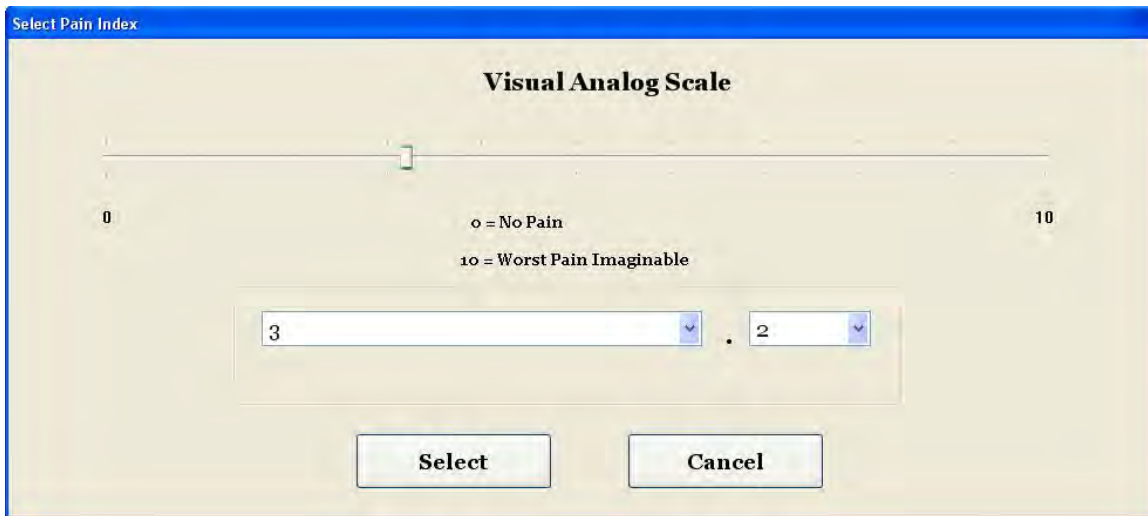 Select Pain Index
Visual Analog Scale
0 10
0 = No Pain
10 = Worst Pain Imaginable
3 . 2
Select Cancel